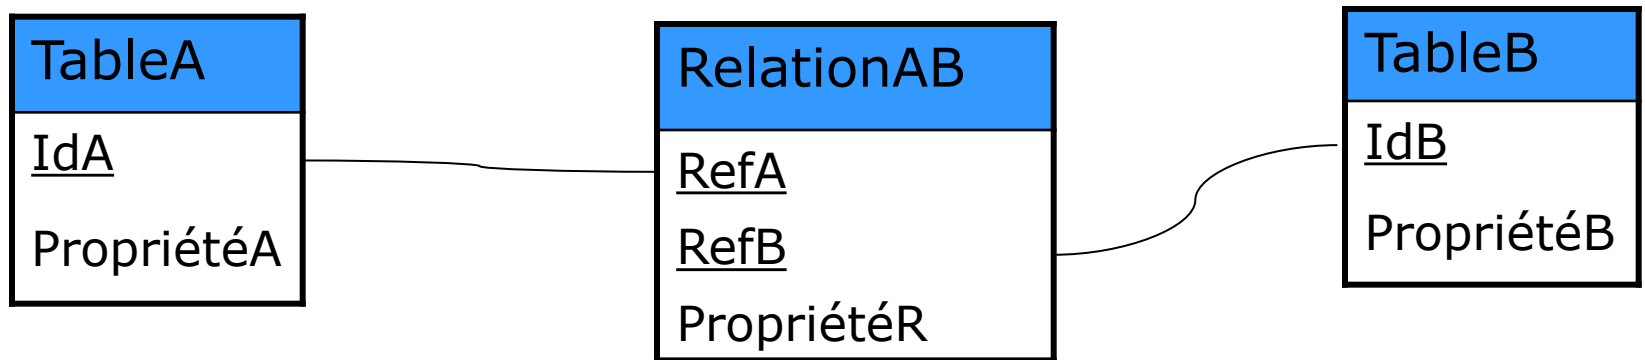 TableA
IdA
PropriétéA
RelationAB
RefA
RefB
PropriétéR
TableB
IdB
PropriétéB